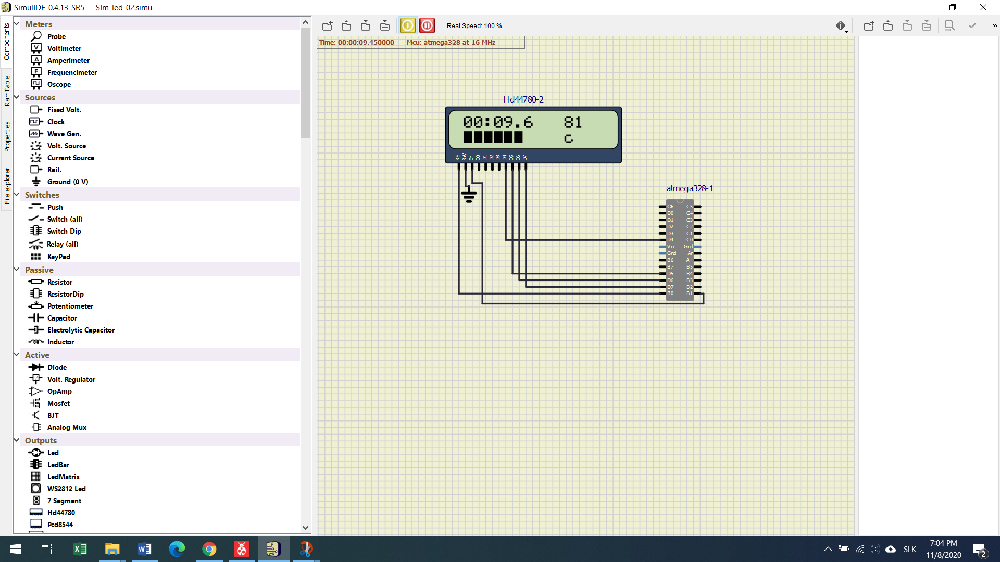 SimulIDE-0.4.13-SR5 - SIm_led_02.simu
Components
RamTable
Properties
File explorer
Meters
Probe
Voltimeter
Amperimeter
Frequencimeter
Oscope
Sources
Fixed Volt.
Clock
Wave Gen.
Volt. Source
Current Source
Rail.
Ground (0 V)
Switches
Push
Switch (all)
Switch Dip
Relay (all)
KeyPad
Passive
Resistor
ResistorDip
Potentiometer
Capacitor
Electrolytic Capacitor
Inductor
Active
Diode
Volt. Regulator
OpAmp
Mosfet
BJT
Analog Mux
Outputs
Led
LedBar
LedMatrix
WS2812 Led
7 Segment
Hd44780
Pcd8544
Real Speed: 100 %
»
Time: 00:00:09.450000 Mcu: atmega328 at 16 MHz
Hd44780-2
00:09.6 81
c
RS RW En D0 D1 D2 D3 D4 D5 D6 D7
atmega328-1
C6 C5
D0 C4
D1 C3
D2 C2
D3 C1
D4 C0
Vcc Gnd
Gnd Ar
B6 A+
B7 B5
D5 B4
D6 B3
D7 B2
B0 B1
SLK
7:04 PM
11/8/2020
2